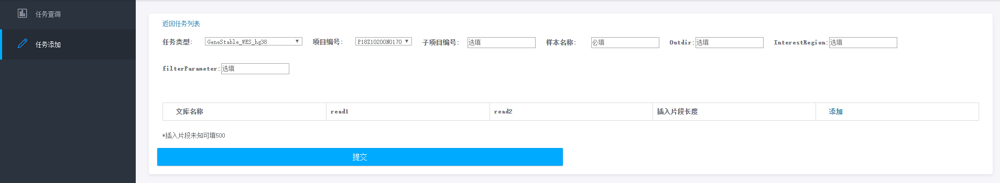 任务查询
任务添加
返回任务列表
任务类型: GeneStable_WES_hg38 项目编号: P18Z10200N0170 子项目编号: 选填 样本名称: 必填 Outdir: 选填 InterestRegion: 选填
filterParameter: 选填
文库名称 read1 read2 插入片段长度 添加
*插入片段未知可填500
提交